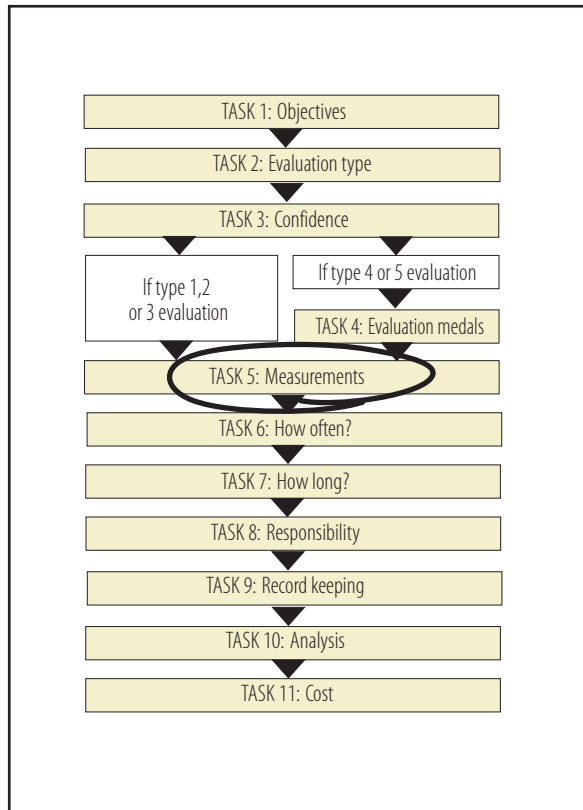 TASK 1: Objectives
TASK 2: Evaluation type
TASK 3: Confidence
If type 1,2
or 3 evaluation
If type 4 or 5 evaluation
TASK 4: Evaluation medals
TASK 5: Measurements
TASK 6: How often?
TASK 7: How long?
TASK 8: Responsibility
TASK 9: Record keeping
TASK 10: Analysis
TASK 11: Cost